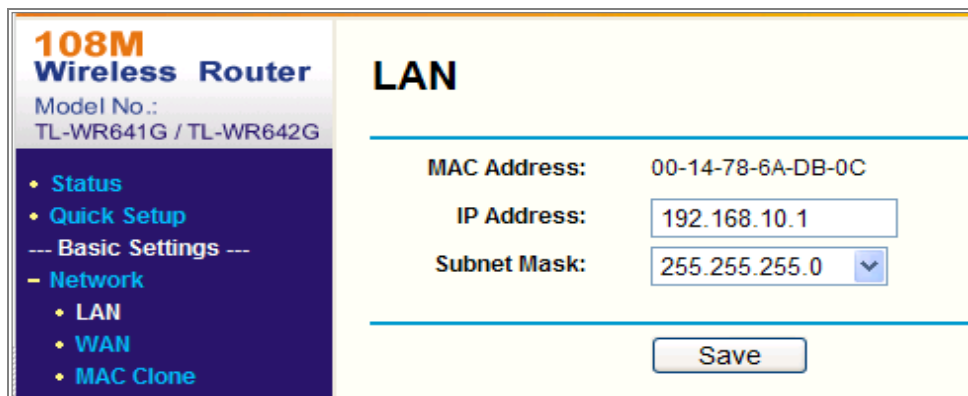 108M
Wireless Router
Model No.:
TL-WR641G / TL-WR642G
• Status
• Quick Setup
--- Basic Settings ---
– Network
• LAN
• WAN
• MAC Clone
LAN
MAC Address: 00-14-78-6A-DB-0C
IP Address: 192.168.10.1
Subnet Mask: 255.255.255.0
Save